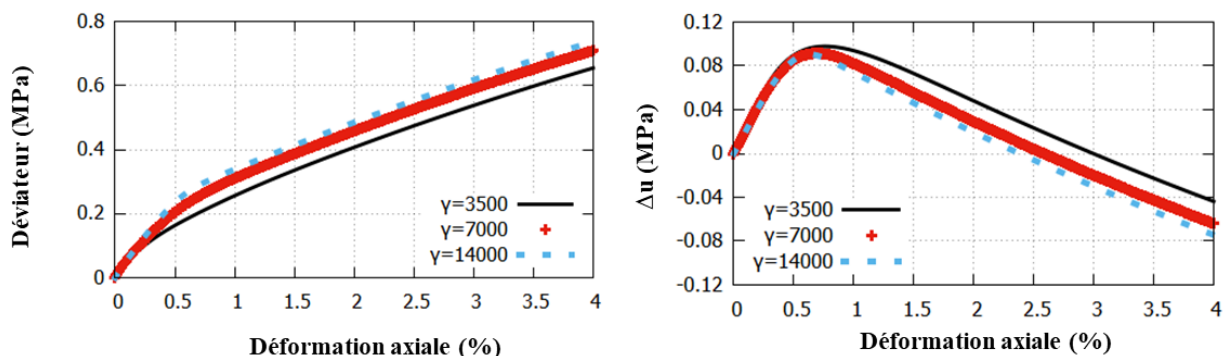 Déviateur (MPa)
0.8
0.6
0.4
0.2
0
0 0.5 1 1.5 2 2.5 3 3.5 4
γ=3500
γ=7000
γ=14000
Déformation axiale (%)
Δu (MPa)
0.12
0.08
0.04
0
-0.04
-0.08
-0.12
0 0.5 1 1.5 2 2.5 3 3.5 4
γ=3500
γ=7000
γ=14000
Déformation axiale (%)